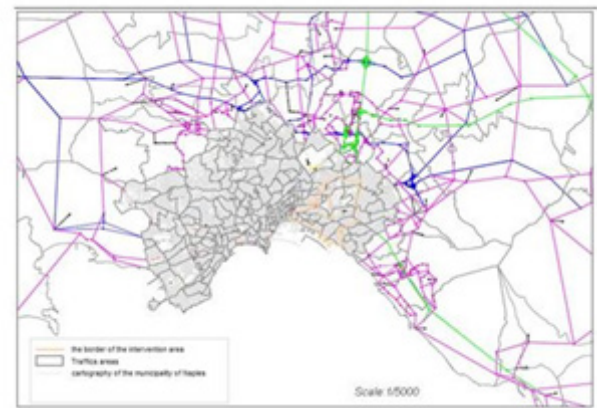 the border of the intervention area
Traffics areas
cartography of the municipality of Naples
Scale 1/5000